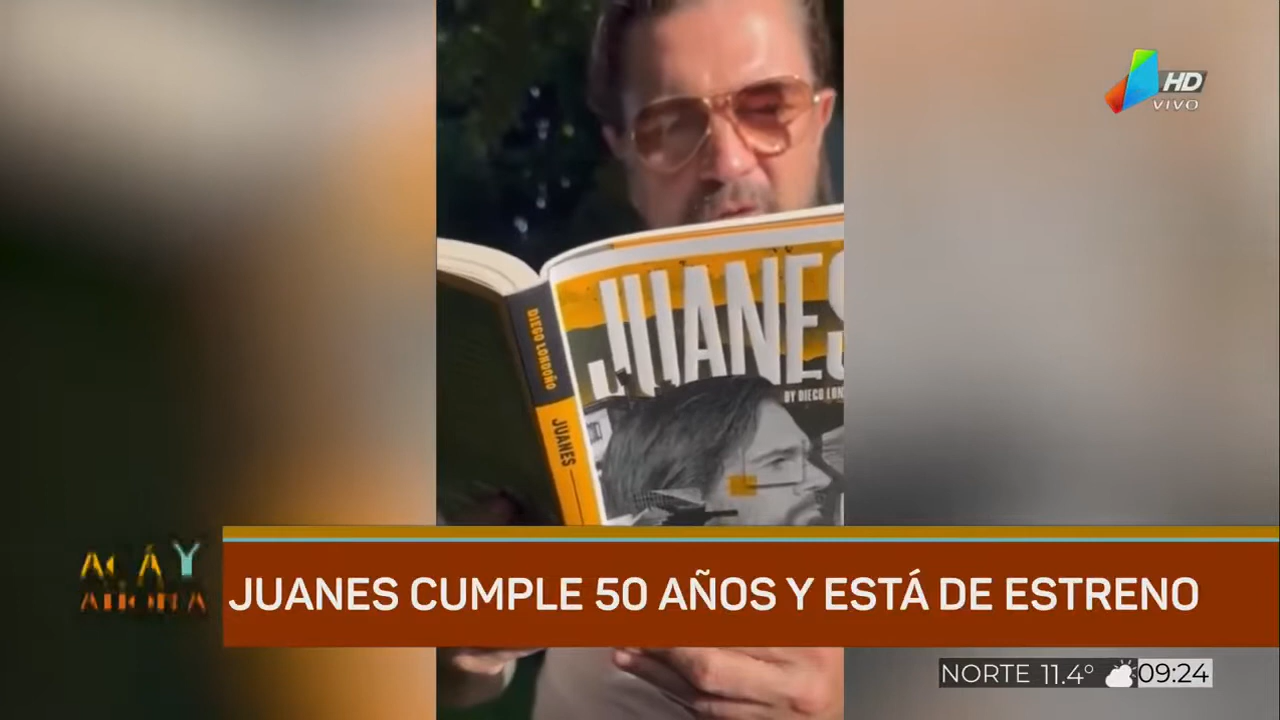 HD
VIVO
JUANES
BY DIEGO LON
DIEGO LONDOÑO
JUANES
ACÁ Y
AHORA
JUANES CUMPLE 50 AÑOS Y ESTÁ DE ESTRENO
NORTE 11.4° 09:24